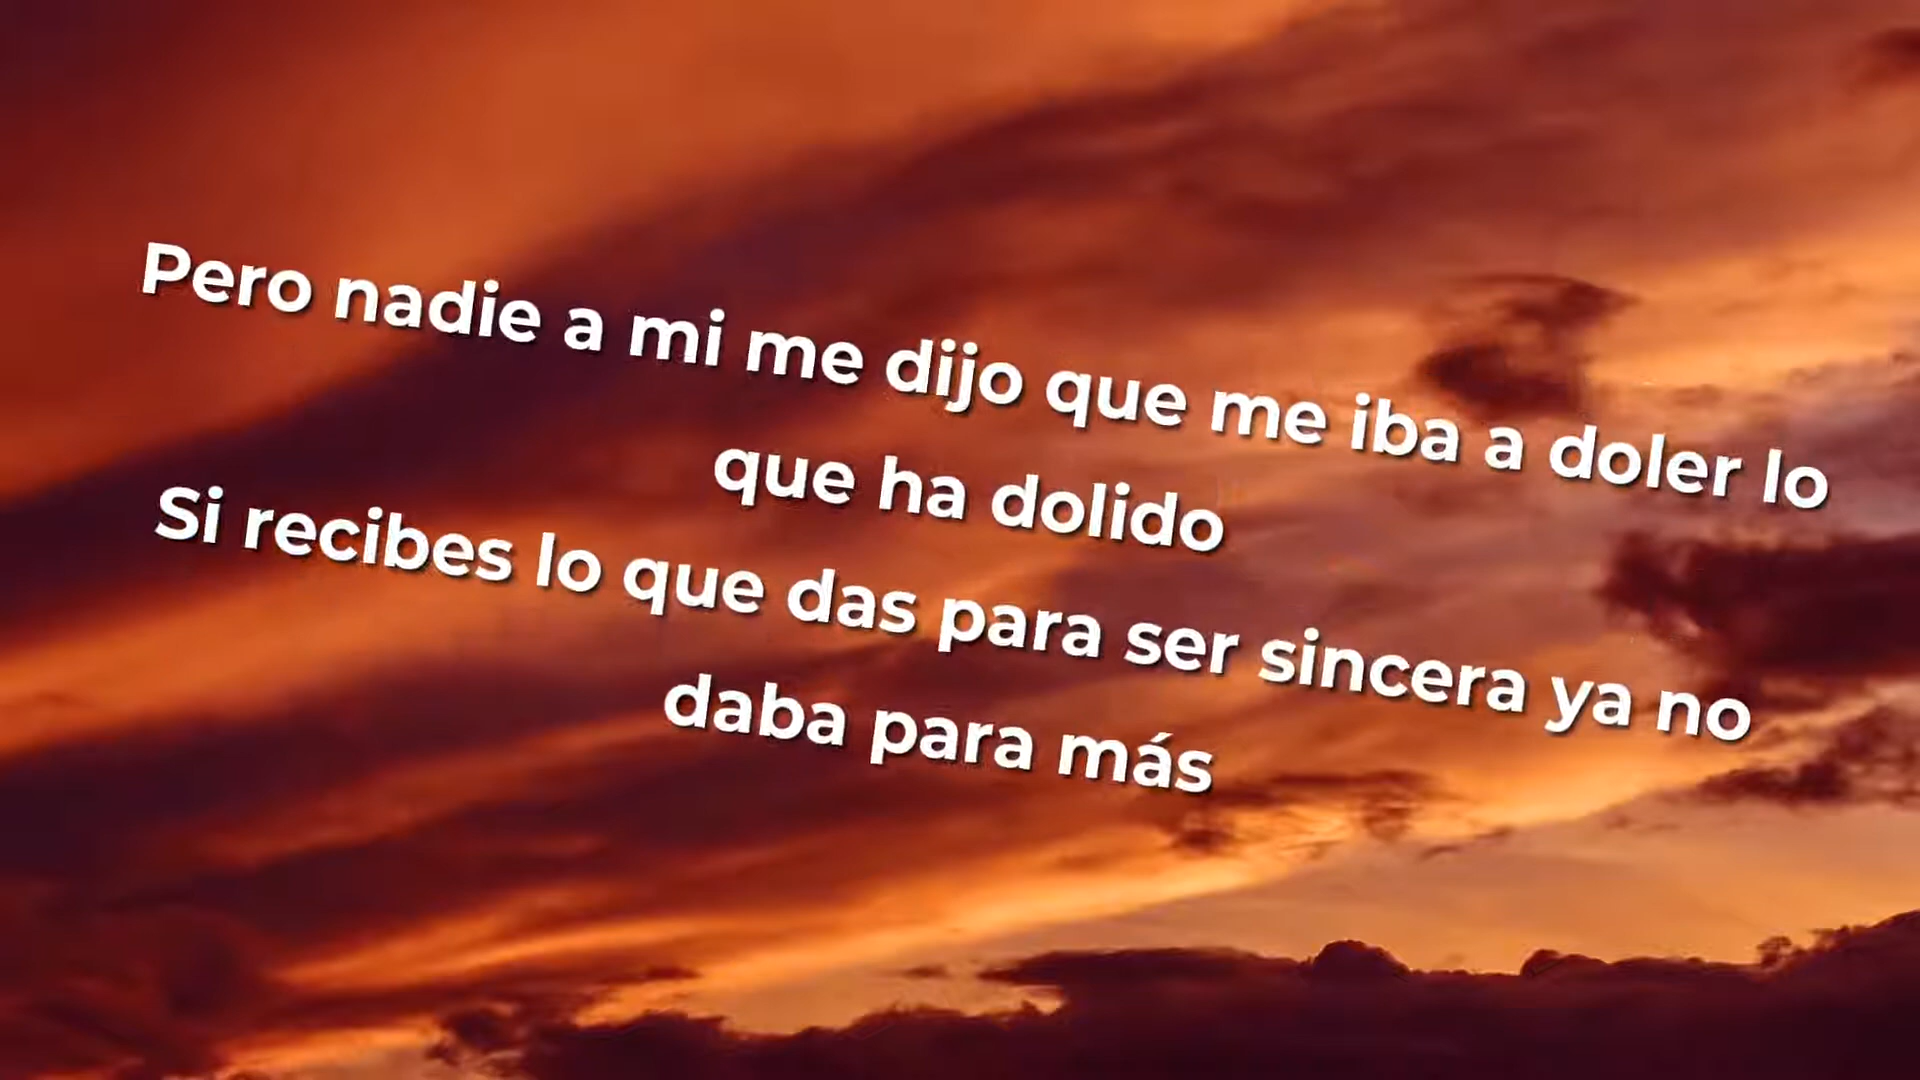 Pero nadie a mi me dijo que me iba a doler lo
que ha dolido
Si recibes lo que das para ser sincera ya no
daba para más